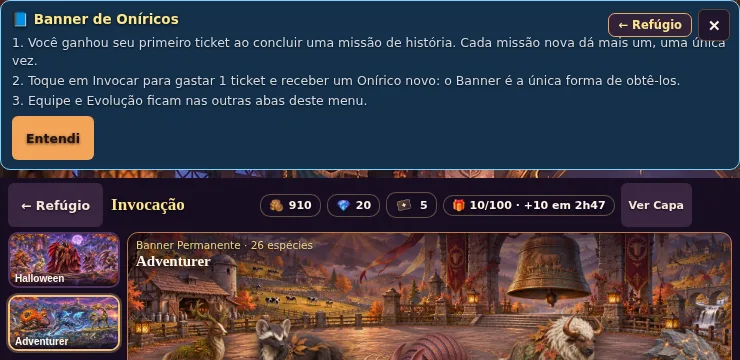 Banner de Oníricos
← Refúgio
×
1. Você ganhou seu primeiro ticket ao concluir uma missão de história. Cada missão nova dá mais um, uma única
vez.
2. Toque em Invocar para gastar 1 ticket e receber um Onírico novo: o Banner é a única forma de obtê-los.
3. Equipe e Evolução ficam nas outras abas deste menu.
Entendi
← Refúgio
Invocação
910
20
5
10/100 · +10 em 2h47
Ver Capa
Halloween
Adventurer
Banner Permanente · 26 espécies
Adventurer